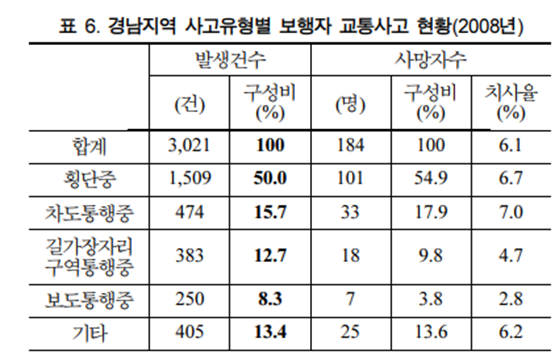 표 6. 경남지역 사고유형별 보행자 교통사고 현황(2008년)
발생건수 사망자수
(건) 구성비 (%) (명) 구성비 (%) 치사율 (%)
합계 3,021 100 184 100 6.1
횡단중 1,509 50.0 101 54.9 6.7
차도통행중 474 15.7 33 17.9 7.0
길가장자리 구역통행중 383 12.7 18 9.8 4.7
보도통행중 250 8.3 7 3.8 2.8
기타 405 13.4 25 13.6 6.2